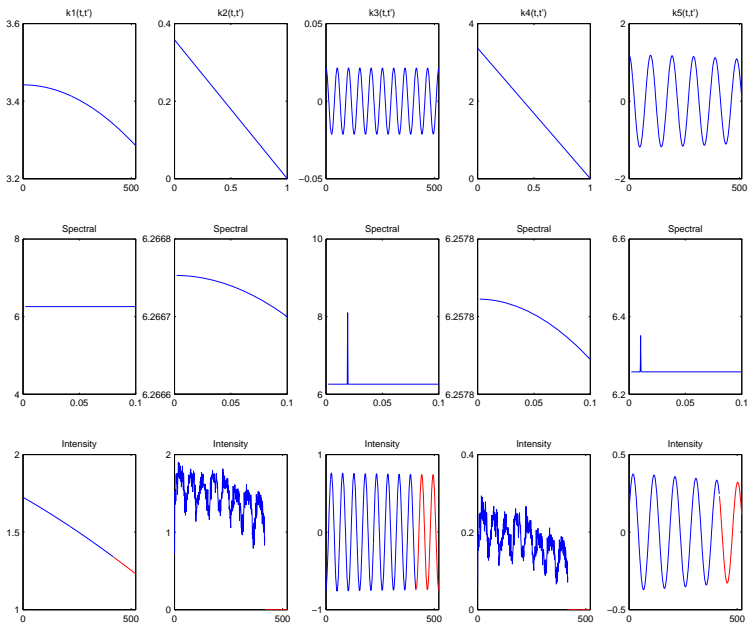 k1(t,t') k2(t,t') k3(t,t') k4(t,t') k5(t,t')
3.6 0.4 0.05 4 2
3.4 0.2 0 2 0
3.2 0 −0.05 0 −2
0 500 0 0.5 1 0 500 0 0.5 1 0 500
Spectral Spectral Spectral Spectral Spectral
8 6.2668 10 6.2578 6.6
6 6.2667 8 6.2578 6.4
4 6.2666 6 6.2578 6.2
0 0.05 0.1 0 0.05 0.1 0 0.05 0.1 0 0.05 0.1 0 0.05 0.1
Intensity Intensity Intensity Intensity Intensity
2 2 1 0.4 0.5
1.5 1 0 0.2 0
1 0 −1 0 −0.5
0 500 0 500 0 500 0 500 0 500